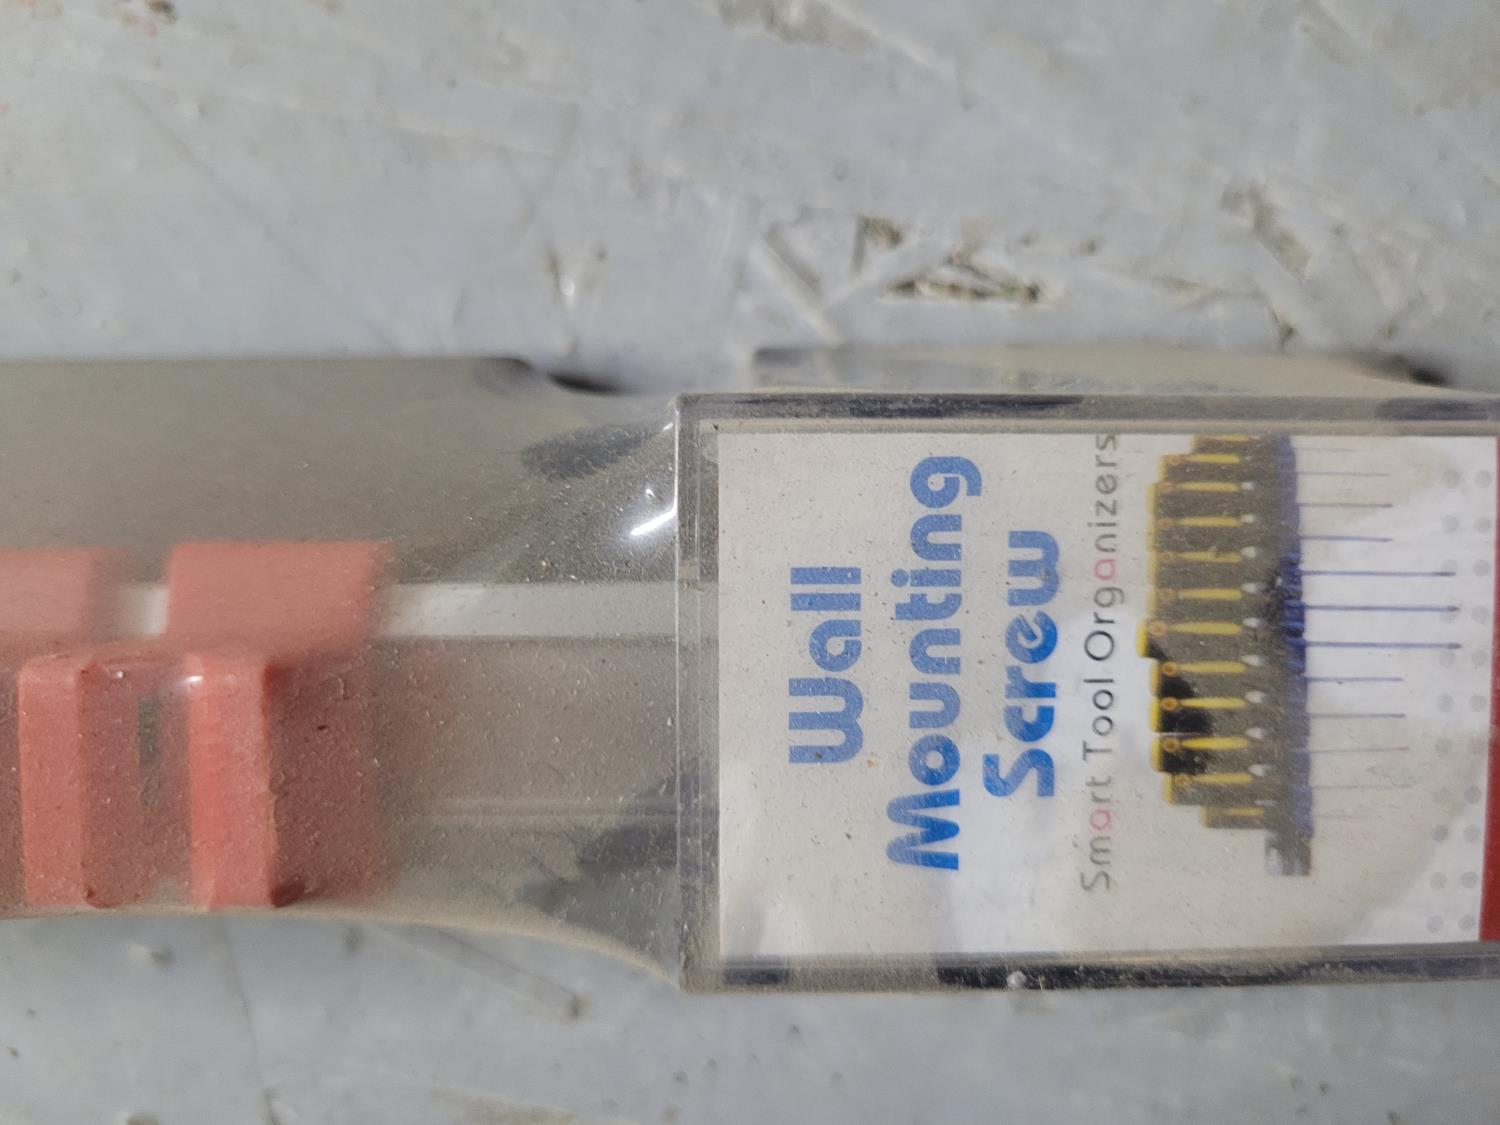 Wall
Mounting
Screw
Smart Tool Organizers